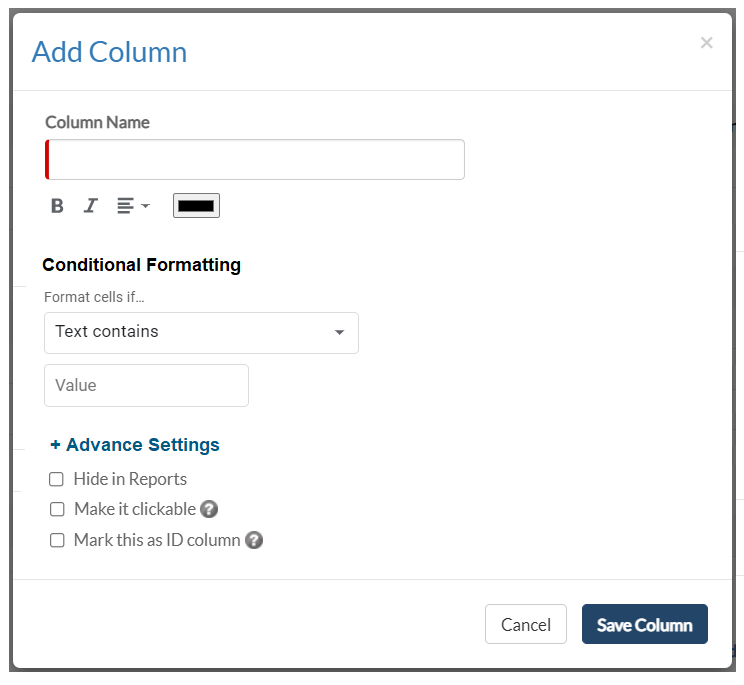 Add Column
×
Column Name
B I
Conditional Formatting
Format cells if...
Text contains
Value
+ Advance Settings
Hide in Reports
Make it clickable ?
Mark this as ID column ?
Cancel Save Column